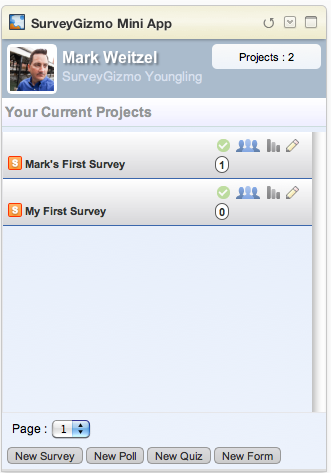 SurveyGizmo Mini App
Mark Weitzel
Projects : 2
SurveyGizmo Youngling
Your Current Projects
S Mark's First Survey 1
S My First Survey 0
Page : 1
New Survey New Poll New Quiz New Form